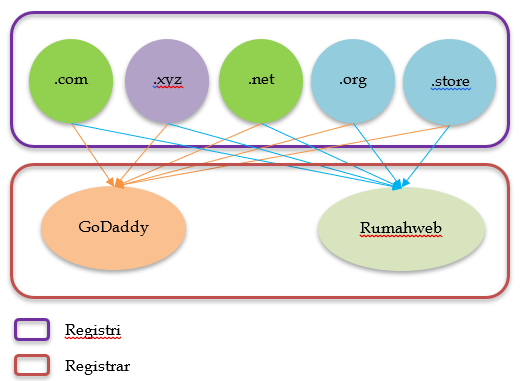 .com .xyz .net .org .store
GoDaddy Rumahweb
Registri
Registrar